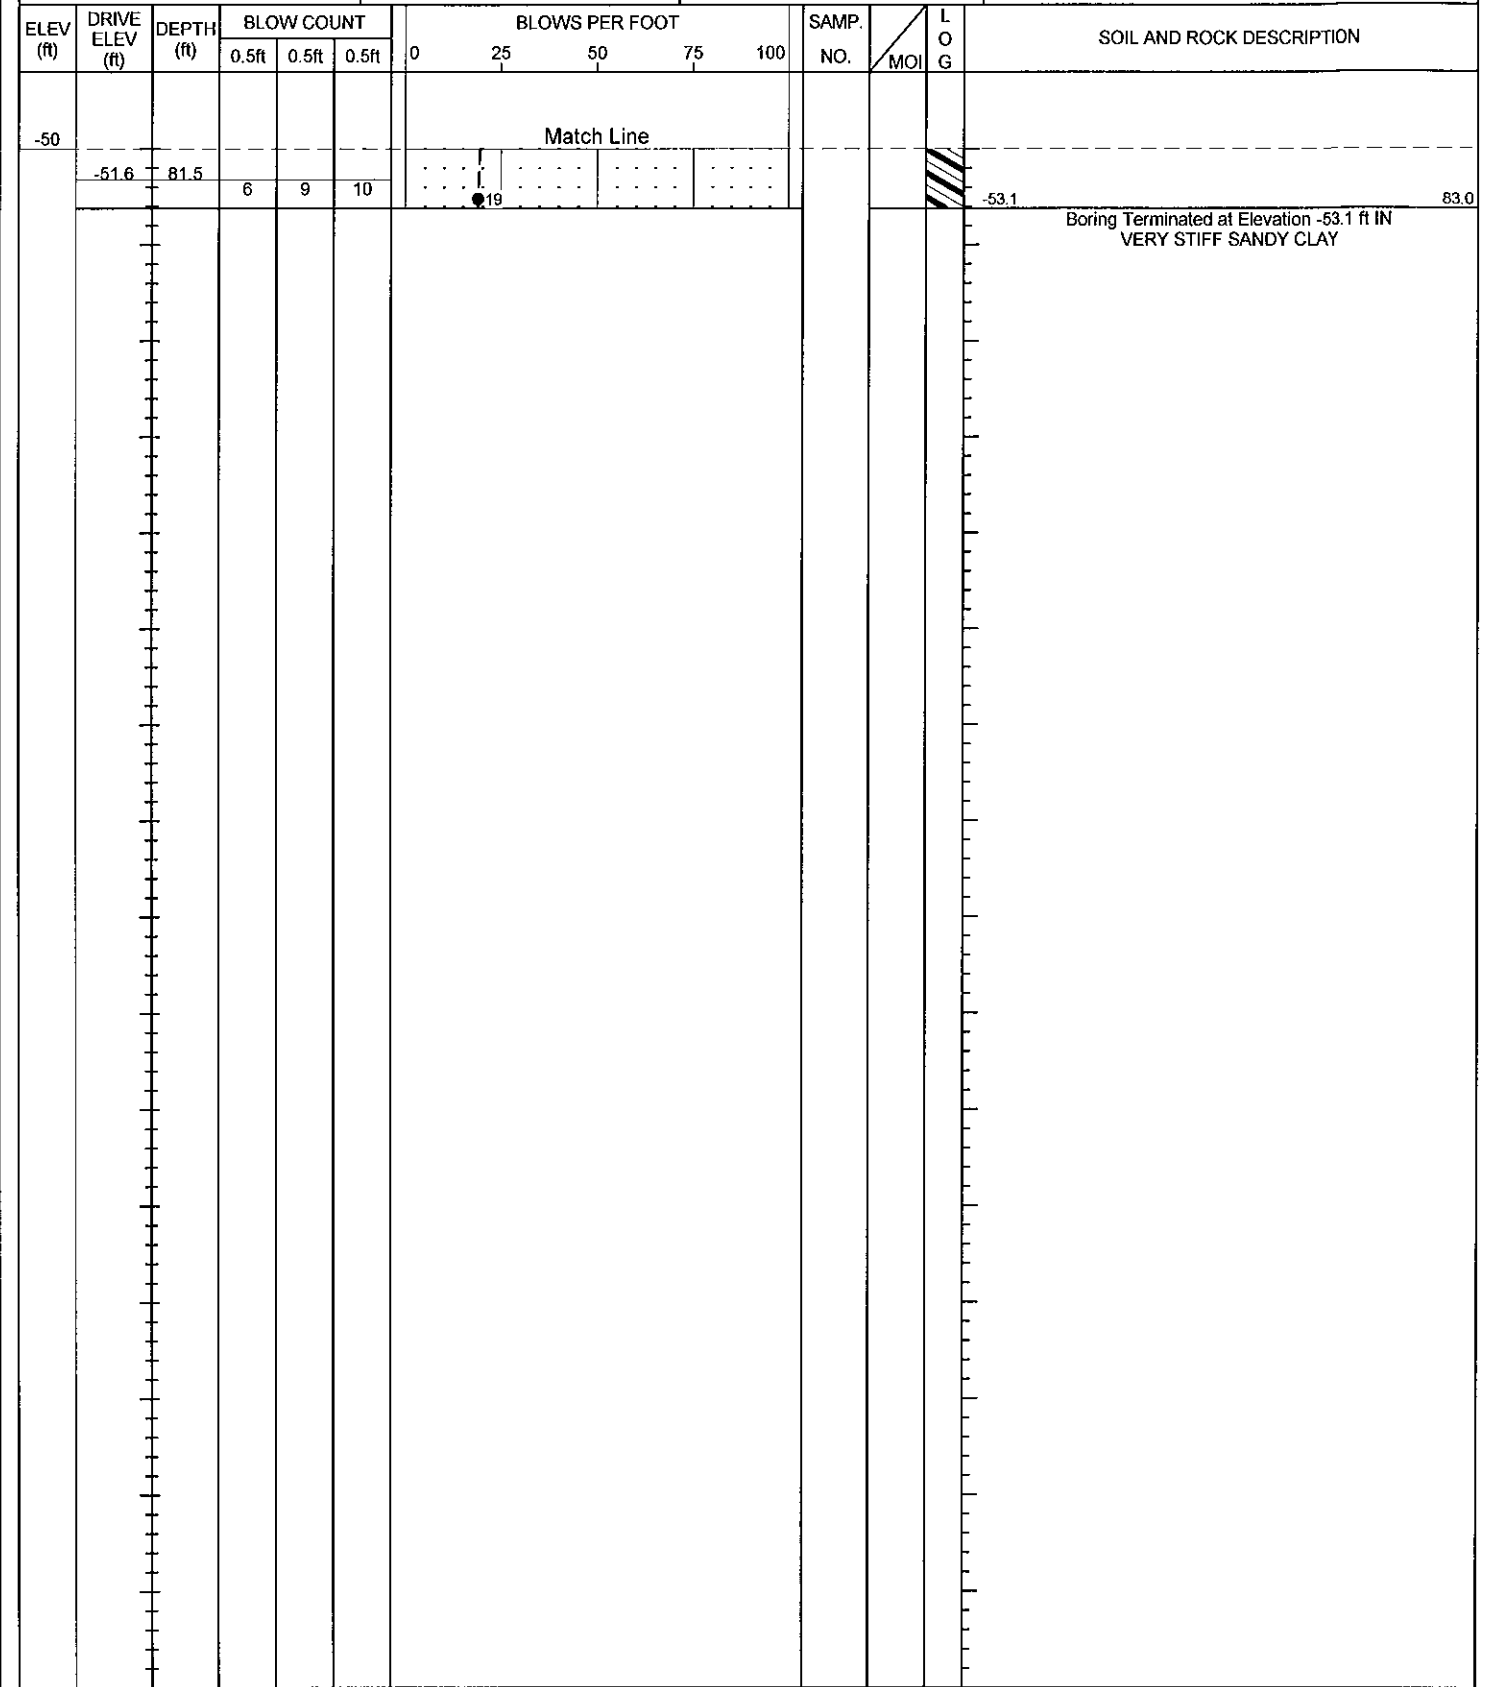 ELEV (ft) DRIVE ELEV (ft) DEPTH (ft) BLOW COUNT BLOWS PER FOOT SAMP. NO. MOI LOG SOIL AND ROCK DESCRIPTION
0.5ft 0.5ft 0.5ft 0 25 50 75 100
-50 Match Line
-51.6 81.5
6 9 10 19
-53.1 83.0
Boring Terminated at Elevation -53.1 ft IN
VERY STIFF SANDY CLAY